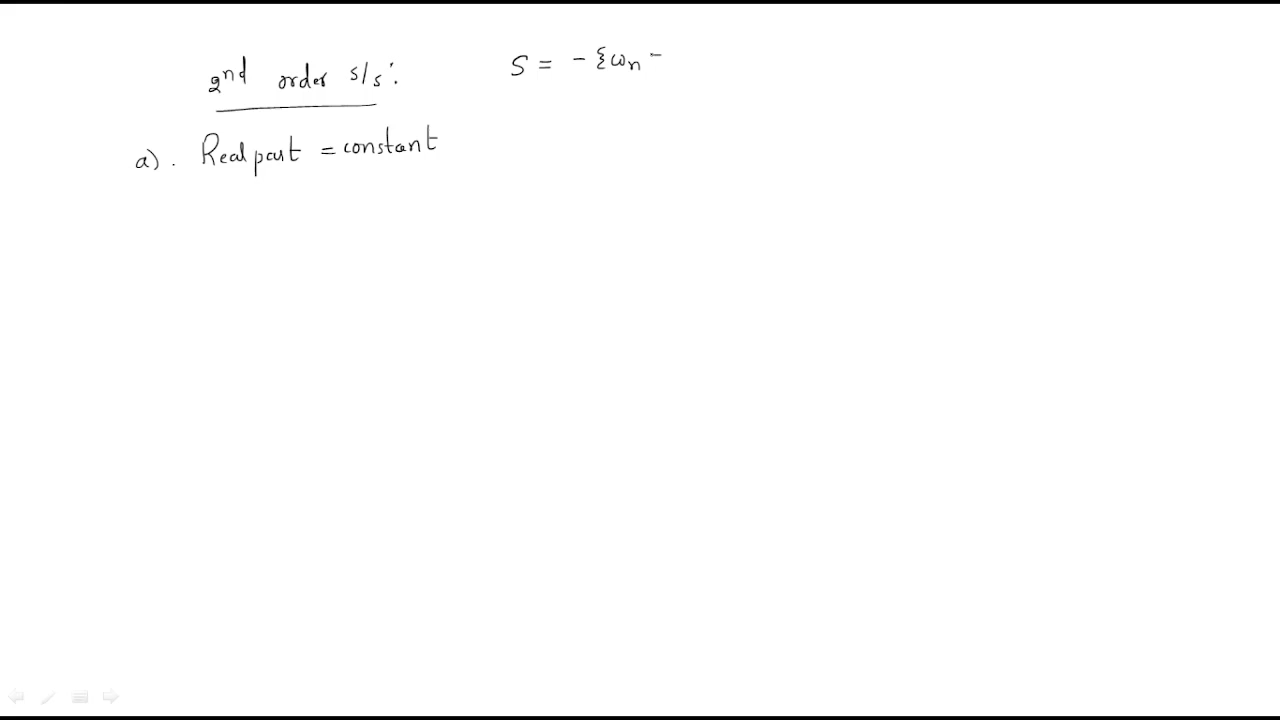 2nd order s/s:
S = - ξωn -
a). Real part = constant